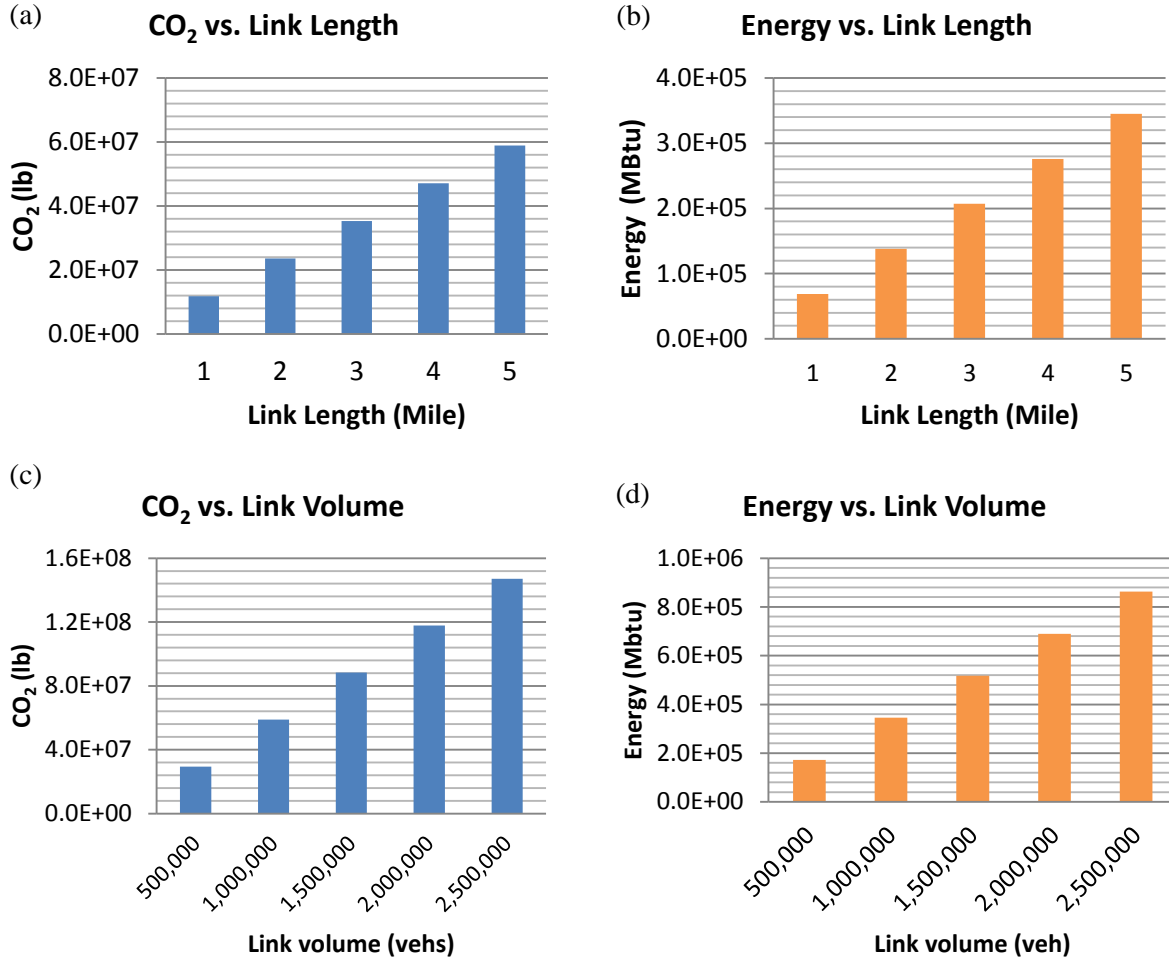 (a)
CO₂ vs. Link Length
8.0E+07
6.0E+07
4.0E+07
2.0E+07
0.0E+00
CO₂ (lb)
1 2 3 4 5
Link Length (Mile)
(b)
Energy vs. Link Length
4.0E+05
3.0E+05
2.0E+05
1.0E+05
0.0E+00
Energy (MBtu)
1 2 3 4 5
Link Length (Mile)
(c)
CO₂ vs. Link Volume
1.6E+08
1.2E+08
8.0E+07
4.0E+07
0.0E+00
CO₂ (lb)
500,000
1,000,000
1,500,000
2,000,000
2,500,000
Link volume (vehs)
(d)
Energy vs. Link Volume
1.0E+06
8.0E+05
6.0E+05
4.0E+05
2.0E+05
0.0E+00
Energy (Mbtu)
500,000
1,000,000
1,500,000
2,000,000
2,500,000
Link volume (veh)